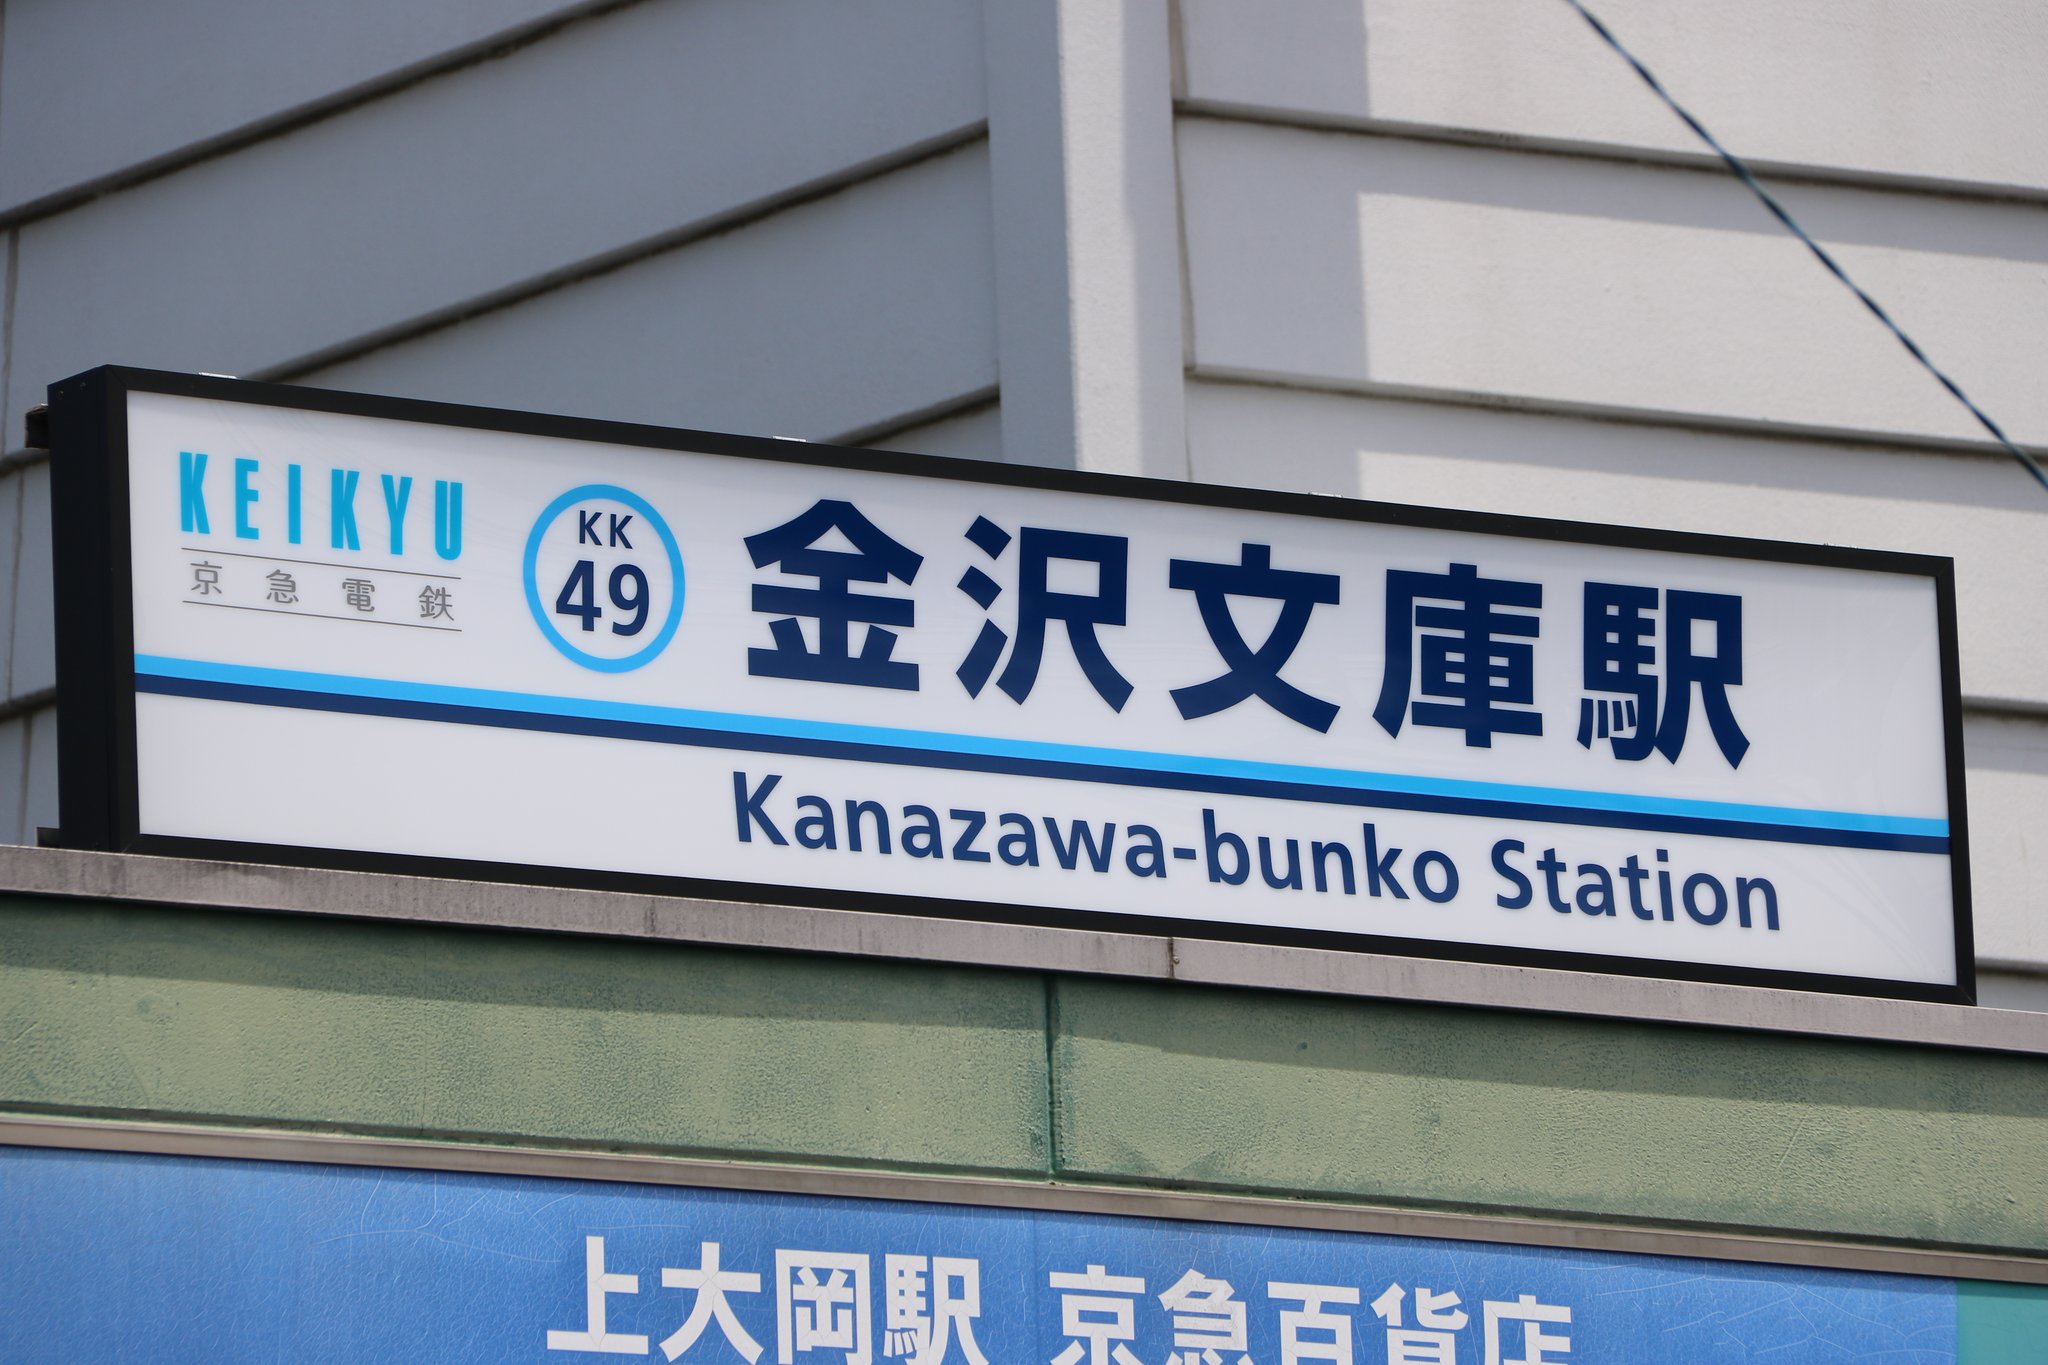 KEIKYU
京急電鉄
KK
49
金沢文庫駅
Kanazawa-bunko Station
上大岡駅 京急百貨店